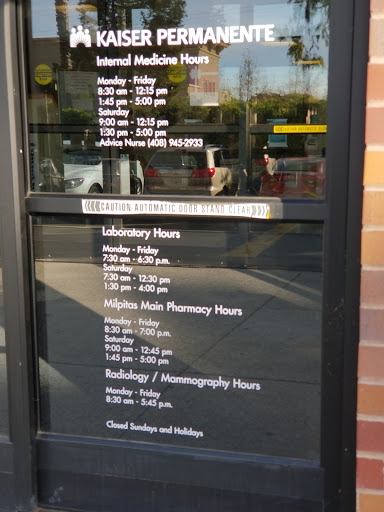 KAISER PERMANENTE
Internal Medicine Hours
Monday - Friday
8:30 am - 12:15 pm
1:45 pm - 5:00 pm
Saturday
9:00 am - 12:15 pm
1:30 pm - 5:00 pm
Advice Nurse (408) 945-2933
CAUTION AUTOMATIC DOOR STAND CLEAR
Laboratory Hours
Monday - Friday
7:30 am - 6:30 p.m.
Saturday
7:30 am - 12:30 pm
1:30 pm - 4:00 pm
Milpitas Main Pharmacy Hours
Monday - Friday
8:30 am - 7:00 p.m.
Saturday
9:00 am - 12:45 pm
1:45 pm - 5:00 pm
Radiology / Mammography Hours
Monday - Friday
8:30 am - 5:45 p.m.
Closed Sundays and Holidays